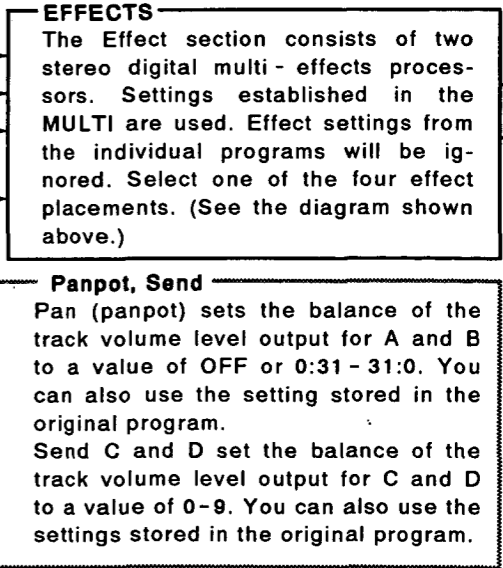 EFFECTS
The Effect section consists of two
stereo digital multi - effects proces-
sors. Settings established in the
MULTI are used. Effect settings from
the individual programs will be ig-
nored. Select one of the four effect
placements. (See the diagram shown
above.)
Panpot, Send
Pan (panpot) sets the balance of the
track volume level output for A and B
to a value of OFF or 0:31 - 31:0. You
can also use the setting stored in the
original program.
Send C and D set the balance of the
track volume level output for C and D
to a value of 0-9. You can also use the
settings stored in the original program.